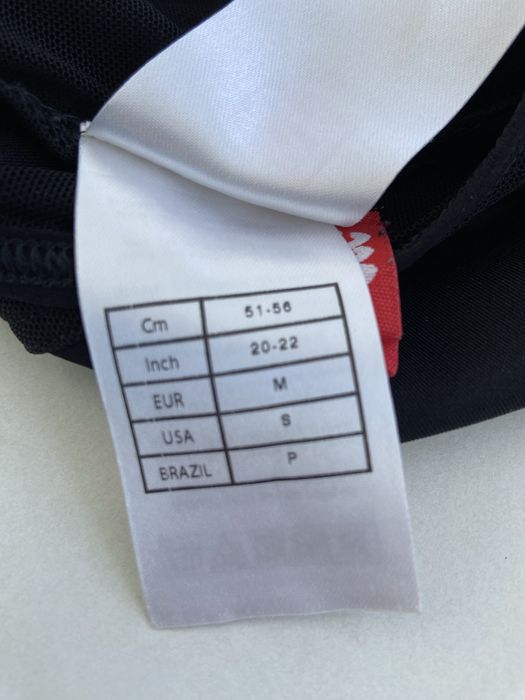 Cm 51-56
Inch 20-22
EUR M
USA S
BRAZIL P